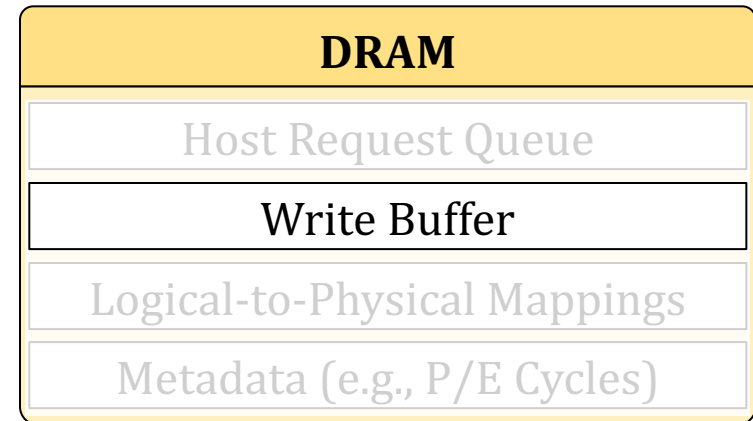 DRAM
Host Request Queue
Write Buffer
Logical-to-Physical Mappings
Metadata (e.g., P/E Cycles)